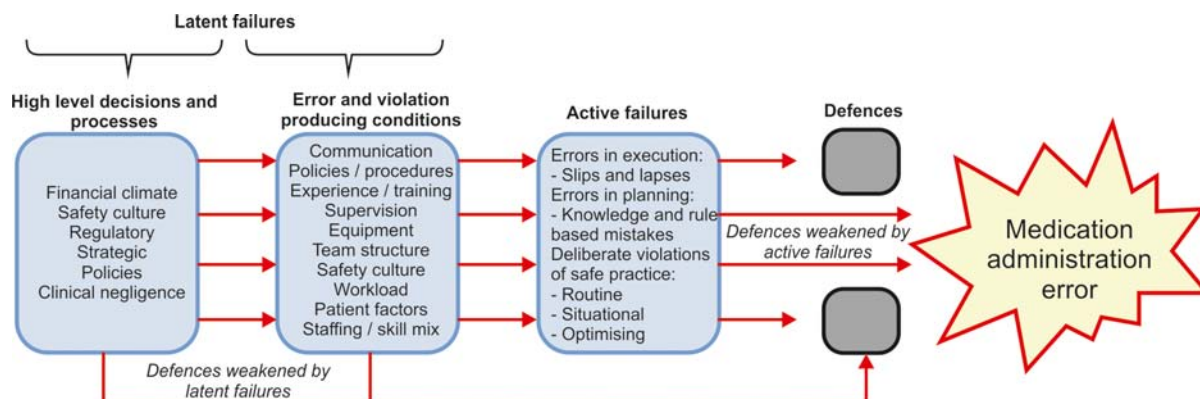 Latent failures
High level decisions and
processes
Financial climate
Safety culture
Regulatory
Strategic
Policies
Clinical negligence
Error and violation
producing conditions
Communication
Policies / procedures
Experience / training
Supervision
Equipment
Team structure
Safety culture
Workload
Patient factors
Staffing / skill mix
Active failures
Errors in execution:
- Slips and lapses
Errors in planning:
- Knowledge and rule
based mistakes
Deliberate violations
of safe practice:
- Routine
- Situational
- Optimising
Defences
Defences weakened by
active failures
Medication
administration
error
Defences weakened by
latent failures